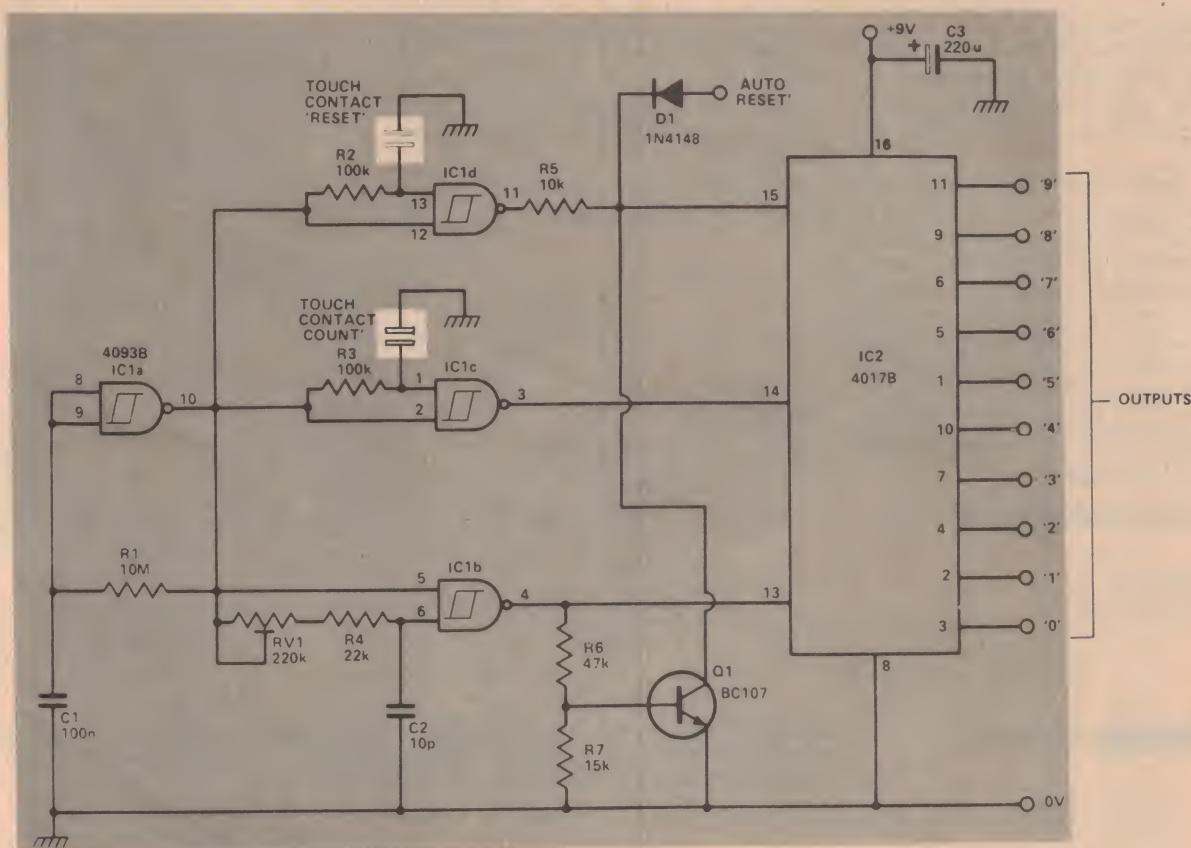 +9V
C3
220u
TOUCH
CONTACT
'RESET'
AUTO
RESET'
D1
1N4148
16
R2
100k
IC1d
13
12
11
R5
10k
15
11
'9'
9
'8'
6
'7'
TOUCH
CONTACT
COUNT'
5
'6'
4093B
IC1a
8
9
10
R3
100k
IC1c
1
2
3
14
IC2
4017B
1
'5'
OUTPUTS
10
'4'
7
'3'
4
'2'
R1
10M
IC1b
5
6
4
13
2
'1'
3
'0'
RV1
220k
R4
22k
R6
47k
8
Q1
BC107
C1
100n
C2
10p
R7
15k
0V